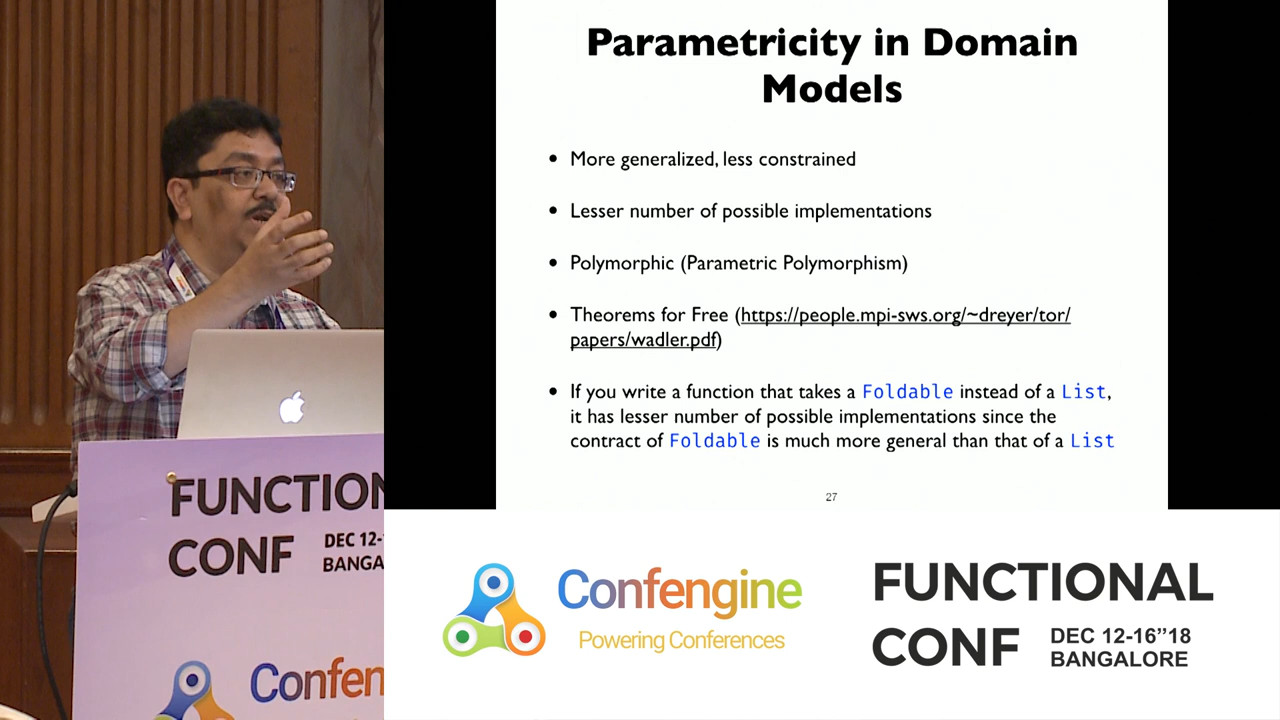 Parametricity in Domain
Models
• More generalized, less constrained
• Lesser number of possible implementations
• Polymorphic (Parametric Polymorphism)
• Theorems for Free (https://people.mpi-sws.org/~dreyer/tor/
papers/wadler.pdf)
• If you write a function that takes a Foldable instead of a List,
it has lesser number of possible implementations since the
contract of Foldable is much more general than that of a List
27
FUNCTION
CONF
DEC 12-
BANGA
Confen
Confengine
Powering Conferences
FUNCTIONAL
CONF
DEC 12-16”18
BANGALORE